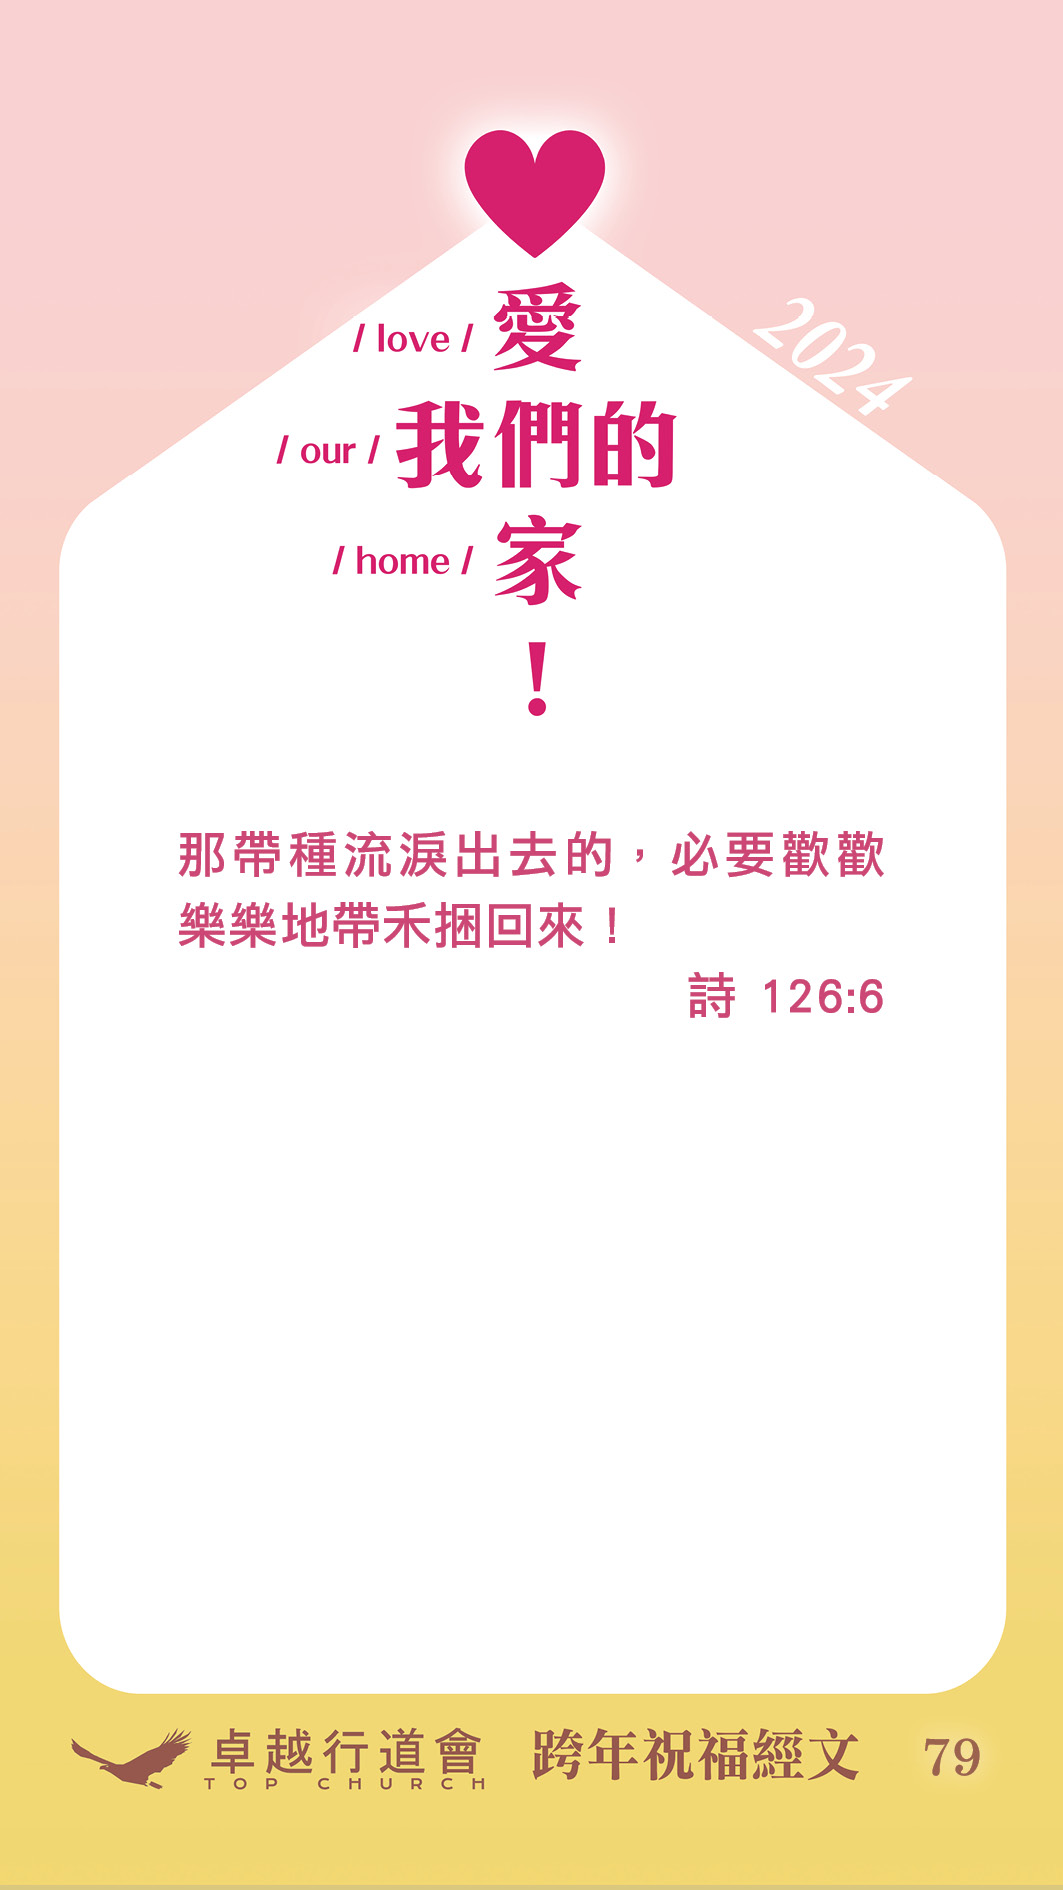 / love / 愛
2024
/ our / 我們的
/ home / 家
！
那帶種流淚出去的，必要歡歡
樂樂地帶禾捆回來！
詩 126:6
卓越行道會 跨年祝福經文 79
TOP CHURCH